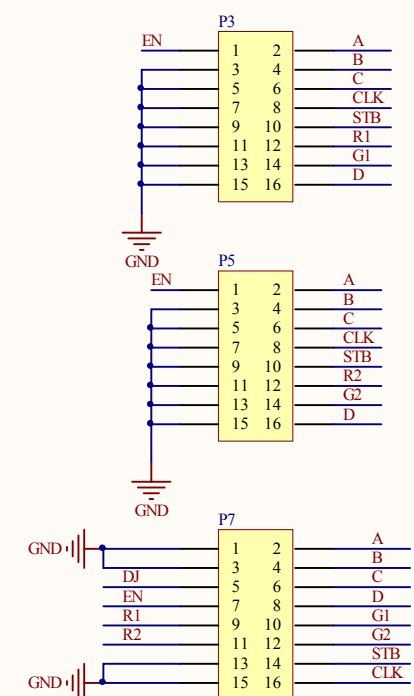 P3
EN 1 2 A
3 4 B
5 6 C
7 8 CLK
9 10 STB
11 12 R1
13 14 G1
15 16 D
GND
P5
EN 1 2 A
3 4 B
5 6 C
7 8 CLK
9 10 STB
11 12 R2
13 14 G2
15 16 D
GND
P7
GND 1 2 A
3 4 B
DJ 5 6 C
EN 7 8 D
R1 9 10 G1
R2 11 12 G2
13 14 STB
GND 15 16 CLK